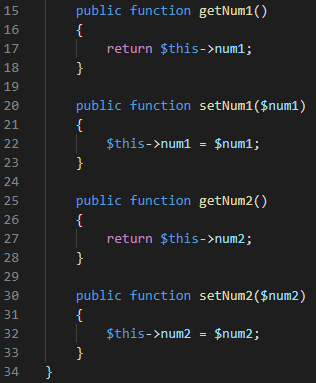 15 public function getNum1()
16 {
17 return $this->num1;
18 }
19
20 public function setNum1($num1)
21 {
22 $this->num1 = $num1;
23 }
24
25 public function getNum2()
26 {
27 return $this->num2;
28 }
29
30 public function setNum2($num2)
31 {
32 $this->num2 = $num2;
33 }
34 }